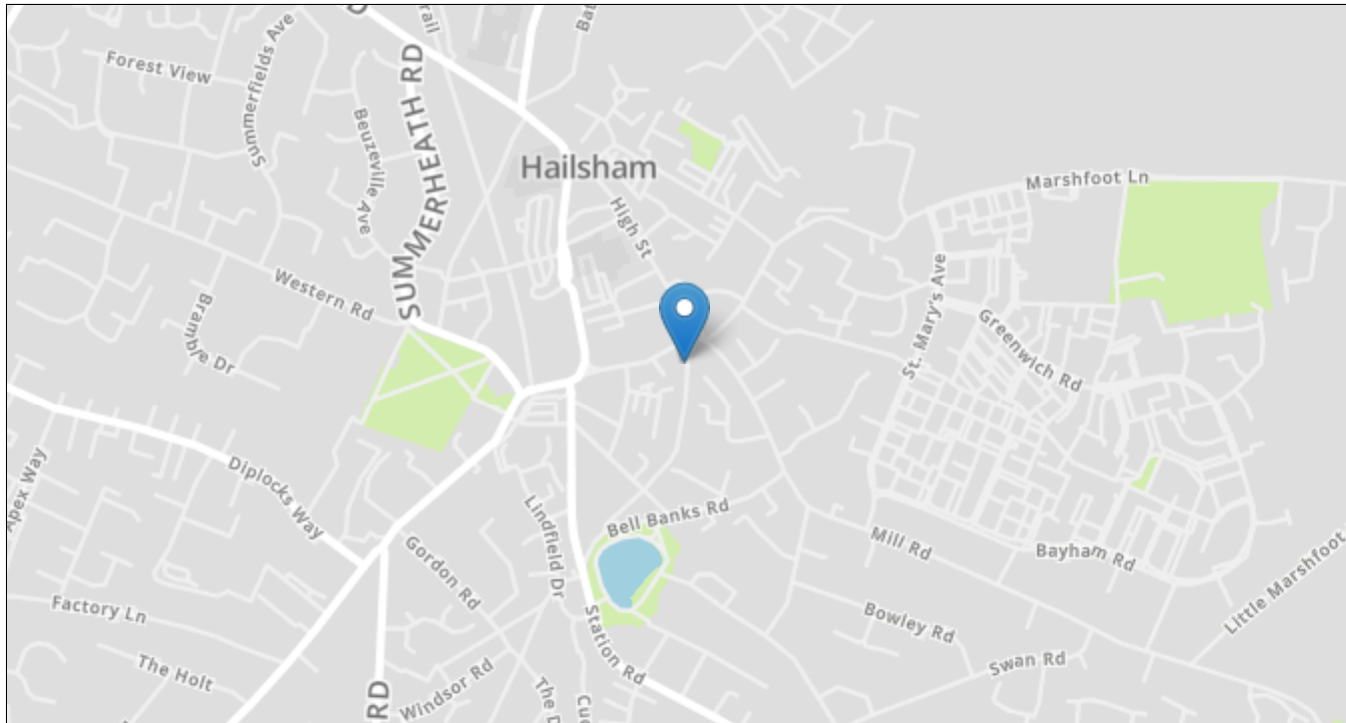 Forest View
Summerfields Ave
Beuzeville Ave
SUMMERHEATH RD
Hailsham
High St
Marshfoot Ln
Western Rd
Bramble Dr
St. Mary's Ave
Greenwich Rd
Apex Way
Diplocks Way
Lindfield Dr
Bell Banks Rd
Mill Rd
Bayham Rd
Gordon Rd
Factory Ln
Station Rd
Bowley Rd
Little Marshfoot
The Holt
Windsor Rd
Swan Rd
RD